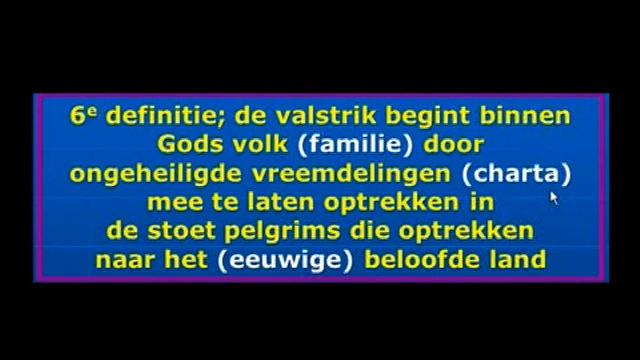 6e definitie; de valstrik begint binnen
Gods volk (familie) door
ongeheiligde vreemdelingen (charta)
mee te laten optrekken in
de stoet pelgrims die optrekken
naar het (eeuwige) beloofde land